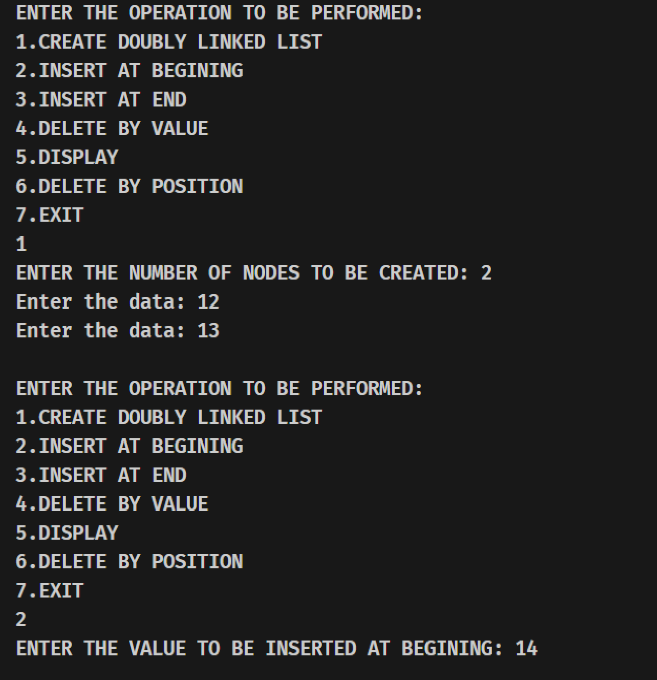 ENTER THE OPERATION TO BE PERFORMED:
1.CREATE DOUBLY LINKED LIST
2.INSERT AT BEGINING
3.INSERT AT END
4.DELETE BY VALUE
5.DISPLAY
6.DELETE BY POSITION
7.EXIT
1
ENTER THE NUMBER OF NODES TO BE CREATED: 2
Enter the data: 12
Enter the data: 13
ENTER THE OPERATION TO BE PERFORMED:
1.CREATE DOUBLY LINKED LIST
2.INSERT AT BEGINING
3.INSERT AT END
4.DELETE BY VALUE
5.DISPLAY
6.DELETE BY POSITION
7.EXIT
2
ENTER THE VALUE TO BE INSERTED AT BEGINING: 14